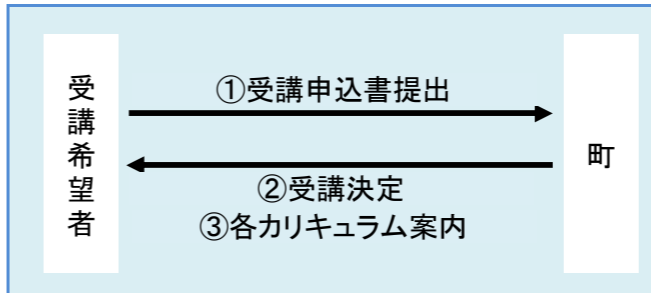 受講希望者
①受講申込書提出
②受講決定
③各カリキュラム案内
町